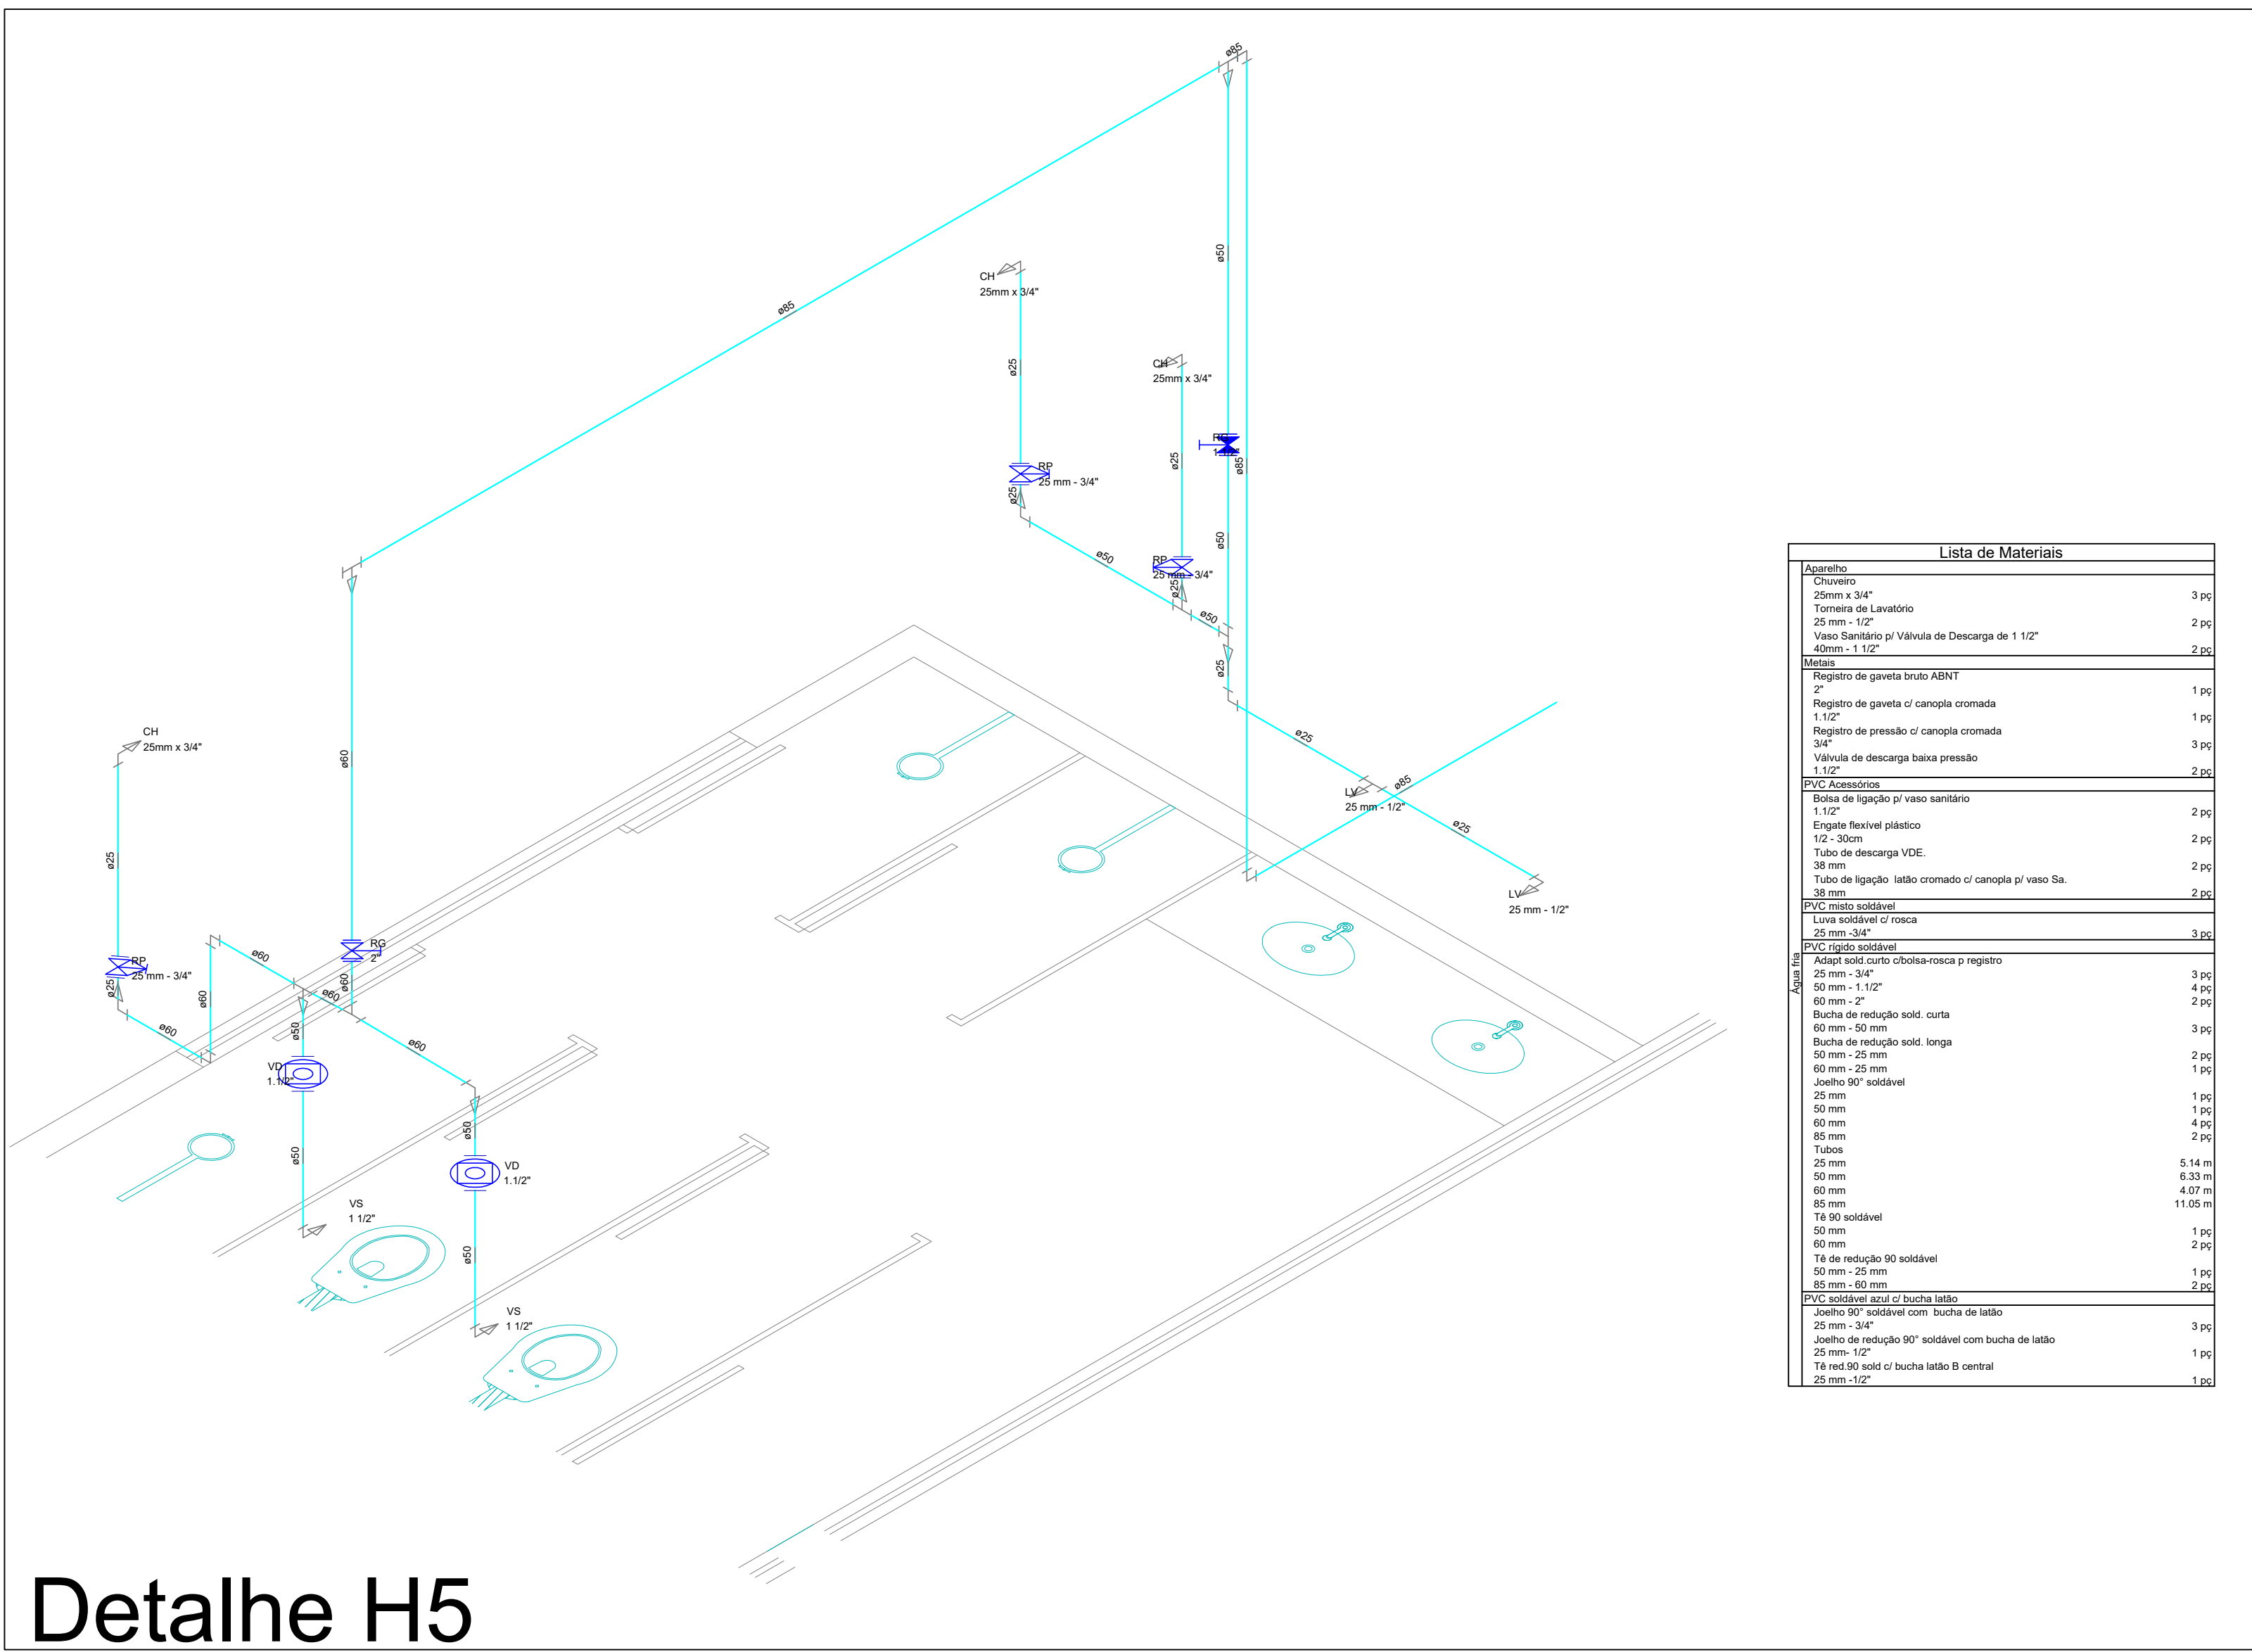 ø85
ø50
CH
25mm x 3/4"
ø85
CH
25mm x 3/4"
ø25
RG
1 1/2"
ø85
ø25
RP
25 mm - 3/4"
ø25
ø50
ø50
RP
25 mm - 3/4"
ø25
ø50
ø25
ø25
CH
25mm x 3/4"
ø60
ø85
LV
25 mm - 1/2"
ø25
ø25
LV
25 mm - 1/2"
RG
2"
ø60
RP
25 mm - 3/4"
ø60
ø60
ø25
ø60
ø60
ø50
ø60
VD
1.1/2"
ø50
ø50
VD
1.1/2"
VS
1 1/2"
ø50
VS
1 1/2"
Lista de Materiais
Água fria
Aparelho
Chuveiro
25mm x 3/4" 3 pç
Torneira de Lavatório
25 mm - 1/2" 2 pç
Vaso Sanitário p/ Válvula de Descarga de 1 1/2"
40mm - 1 1/2" 2 pç
Metais
Registro de gaveta bruto ABNT
2" 1 pç
Registro de gaveta c/ canopla cromada
1.1/2" 1 pç
Registro de pressão c/ canopla cromada
3/4" 3 pç
Válvula de descarga baixa pressão
1.1/2" 2 pç
PVC Acessórios
Bolsa de ligação p/ vaso sanitário
1.1/2" 2 pç
Engate flexível plástico
1/2 - 30cm 2 pç
Tubo de descarga VDE.
38 mm 2 pç
Tubo de ligação latão cromado c/ canopla p/ vaso Sa.
38 mm 2 pç
PVC misto soldável
Luva soldável c/ rosca
25 mm -3/4" 3 pç
PVC rígido soldável
Adapt sold.curto c/bolsa-rosca p registro
25 mm - 3/4" 3 pç
50 mm - 1.1/2" 4 pç
60 mm - 2" 2 pç
Bucha de redução sold. curta
60 mm - 50 mm 3 pç
Bucha de redução sold. longa
50 mm - 25 mm 2 pç
60 mm - 25 mm 1 pç
Joelho 90° soldável
25 mm 1 pç
50 mm 1 pç
60 mm 4 pç
85 mm 2 pç
Tubos
25 mm 5.14 m
50 mm 6.33 m
60 mm 4.07 m
85 mm 11.05 m
Tê 90 soldável
50 mm 1 pç
60 mm 2 pç
Tê de redução 90 soldável
50 mm - 25 mm 1 pç
85 mm - 60 mm 2 pç
PVC soldável azul c/ bucha latão
Joelho 90° soldável com bucha de latão
25 mm - 3/4" 3 pç
Joelho de redução 90° soldável com bucha de latão
25 mm- 1/2" 1 pç
Tê red.90 sold c/ bucha latão B central
25 mm -1/2" 1 pç
Detalhe H5